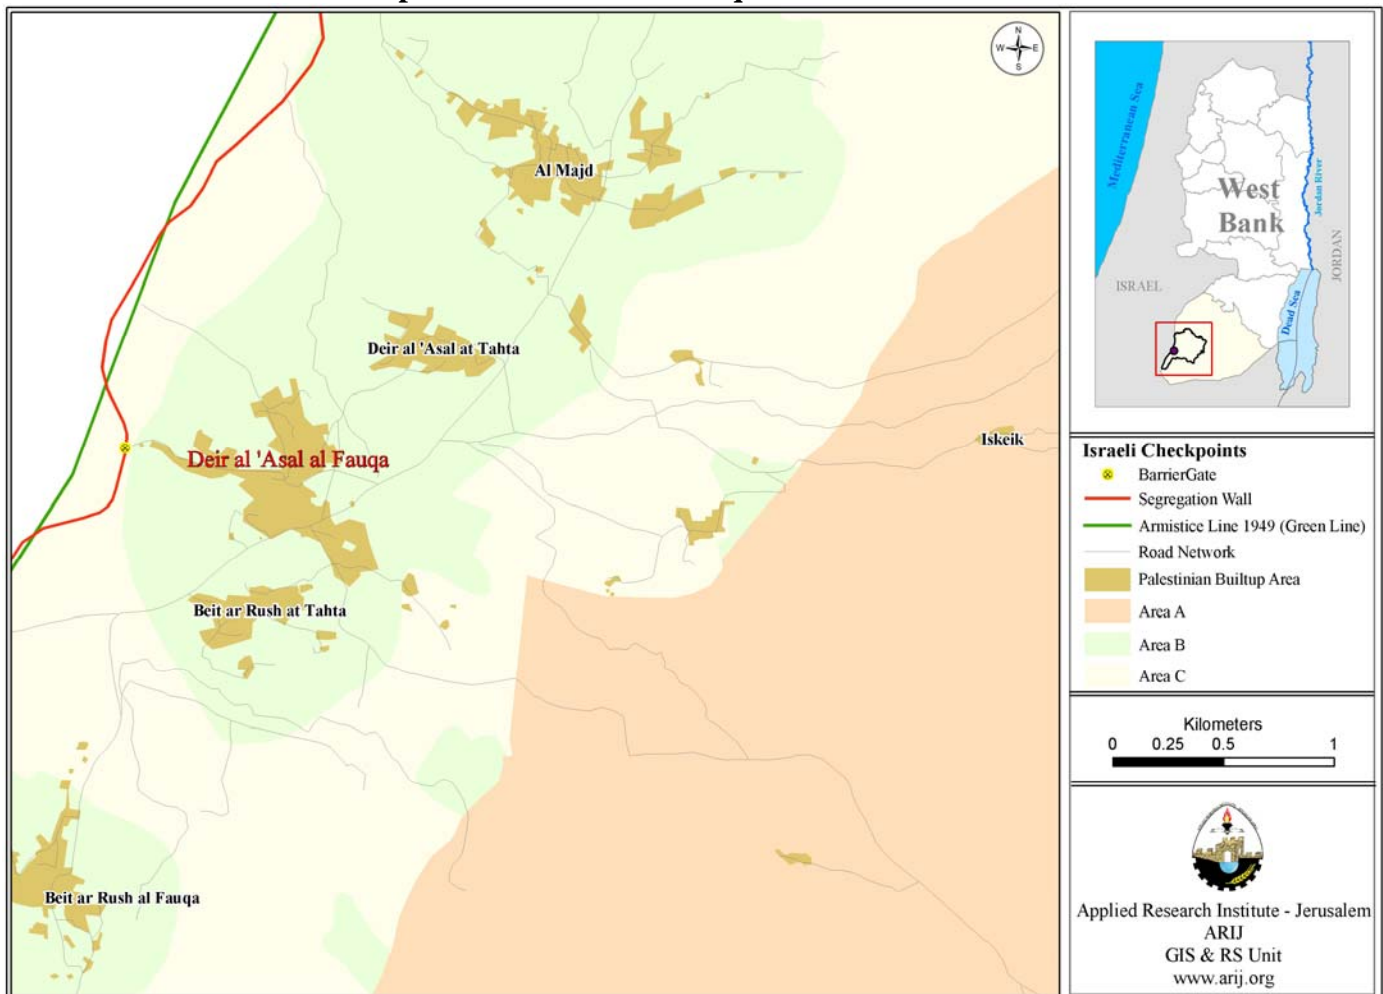 N
W E
S
Al Majd
Deir al 'Asal at Tahta
Iskeik
Deir al 'Asal al Fauqa
Beit ar Rush at Tahta
Beit ar Rush al Fauqa
Mediterranean Sea
West
Bank
Jordan River
JORDAN
ISRAEL
Dead Sea
Israeli Checkpoints
BarrierGate
Segregation Wall
Armistice Line 1949 (Green Line)
Road Network
Palestinian Builtup Area
Area A
Area B
Area C
Kilometers
0 0.25 0.5 1
Applied Research Institute - Jerusalem
ARIJ
GIS & RS Unit
www.arij.org